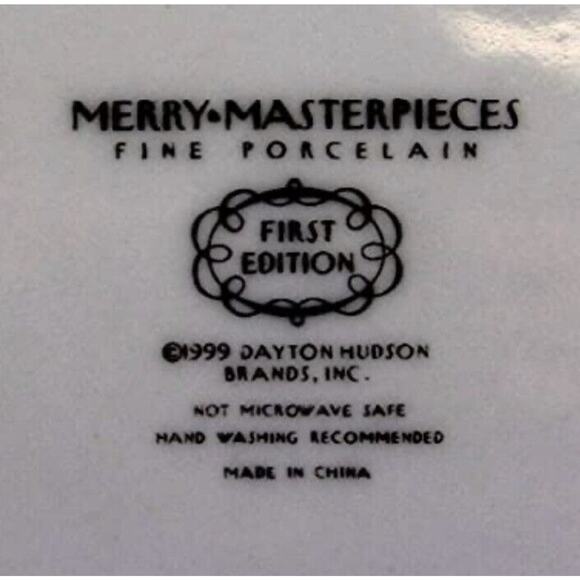 MERRY•MASTERPIECES
FINE PORCELAIN
FIRST
EDITION
©1999 DAYTON HUDSON
BRANDS, INC.
NOT MICROWAVE SAFE
HAND WASHING RECOMMENDED
MADE IN CHINA